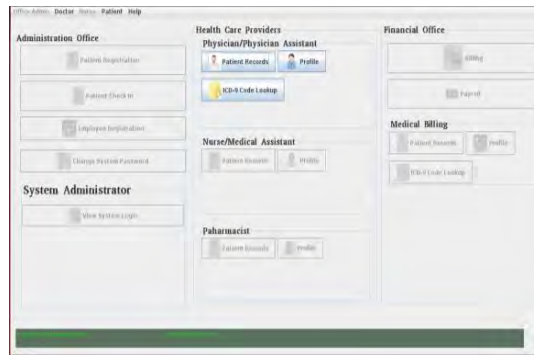 Office Admin Doctor Nurse Patient Help
Administration Office
Patient Registration
Patient Check In
Employee Registration
Change System Password
System Administrator
View System Login
Health Care Providers
Physician/Physician Assistant
Patient Records Profile
ICD-9 Code Lookup
Nurse/Medical Assistant
Patient Records Profile
Paharmacist
Patient Records Profile
Financial Office
Billing
Payroll
Medical Billing
Patient Records Profile
ICD-9 Code Lookup